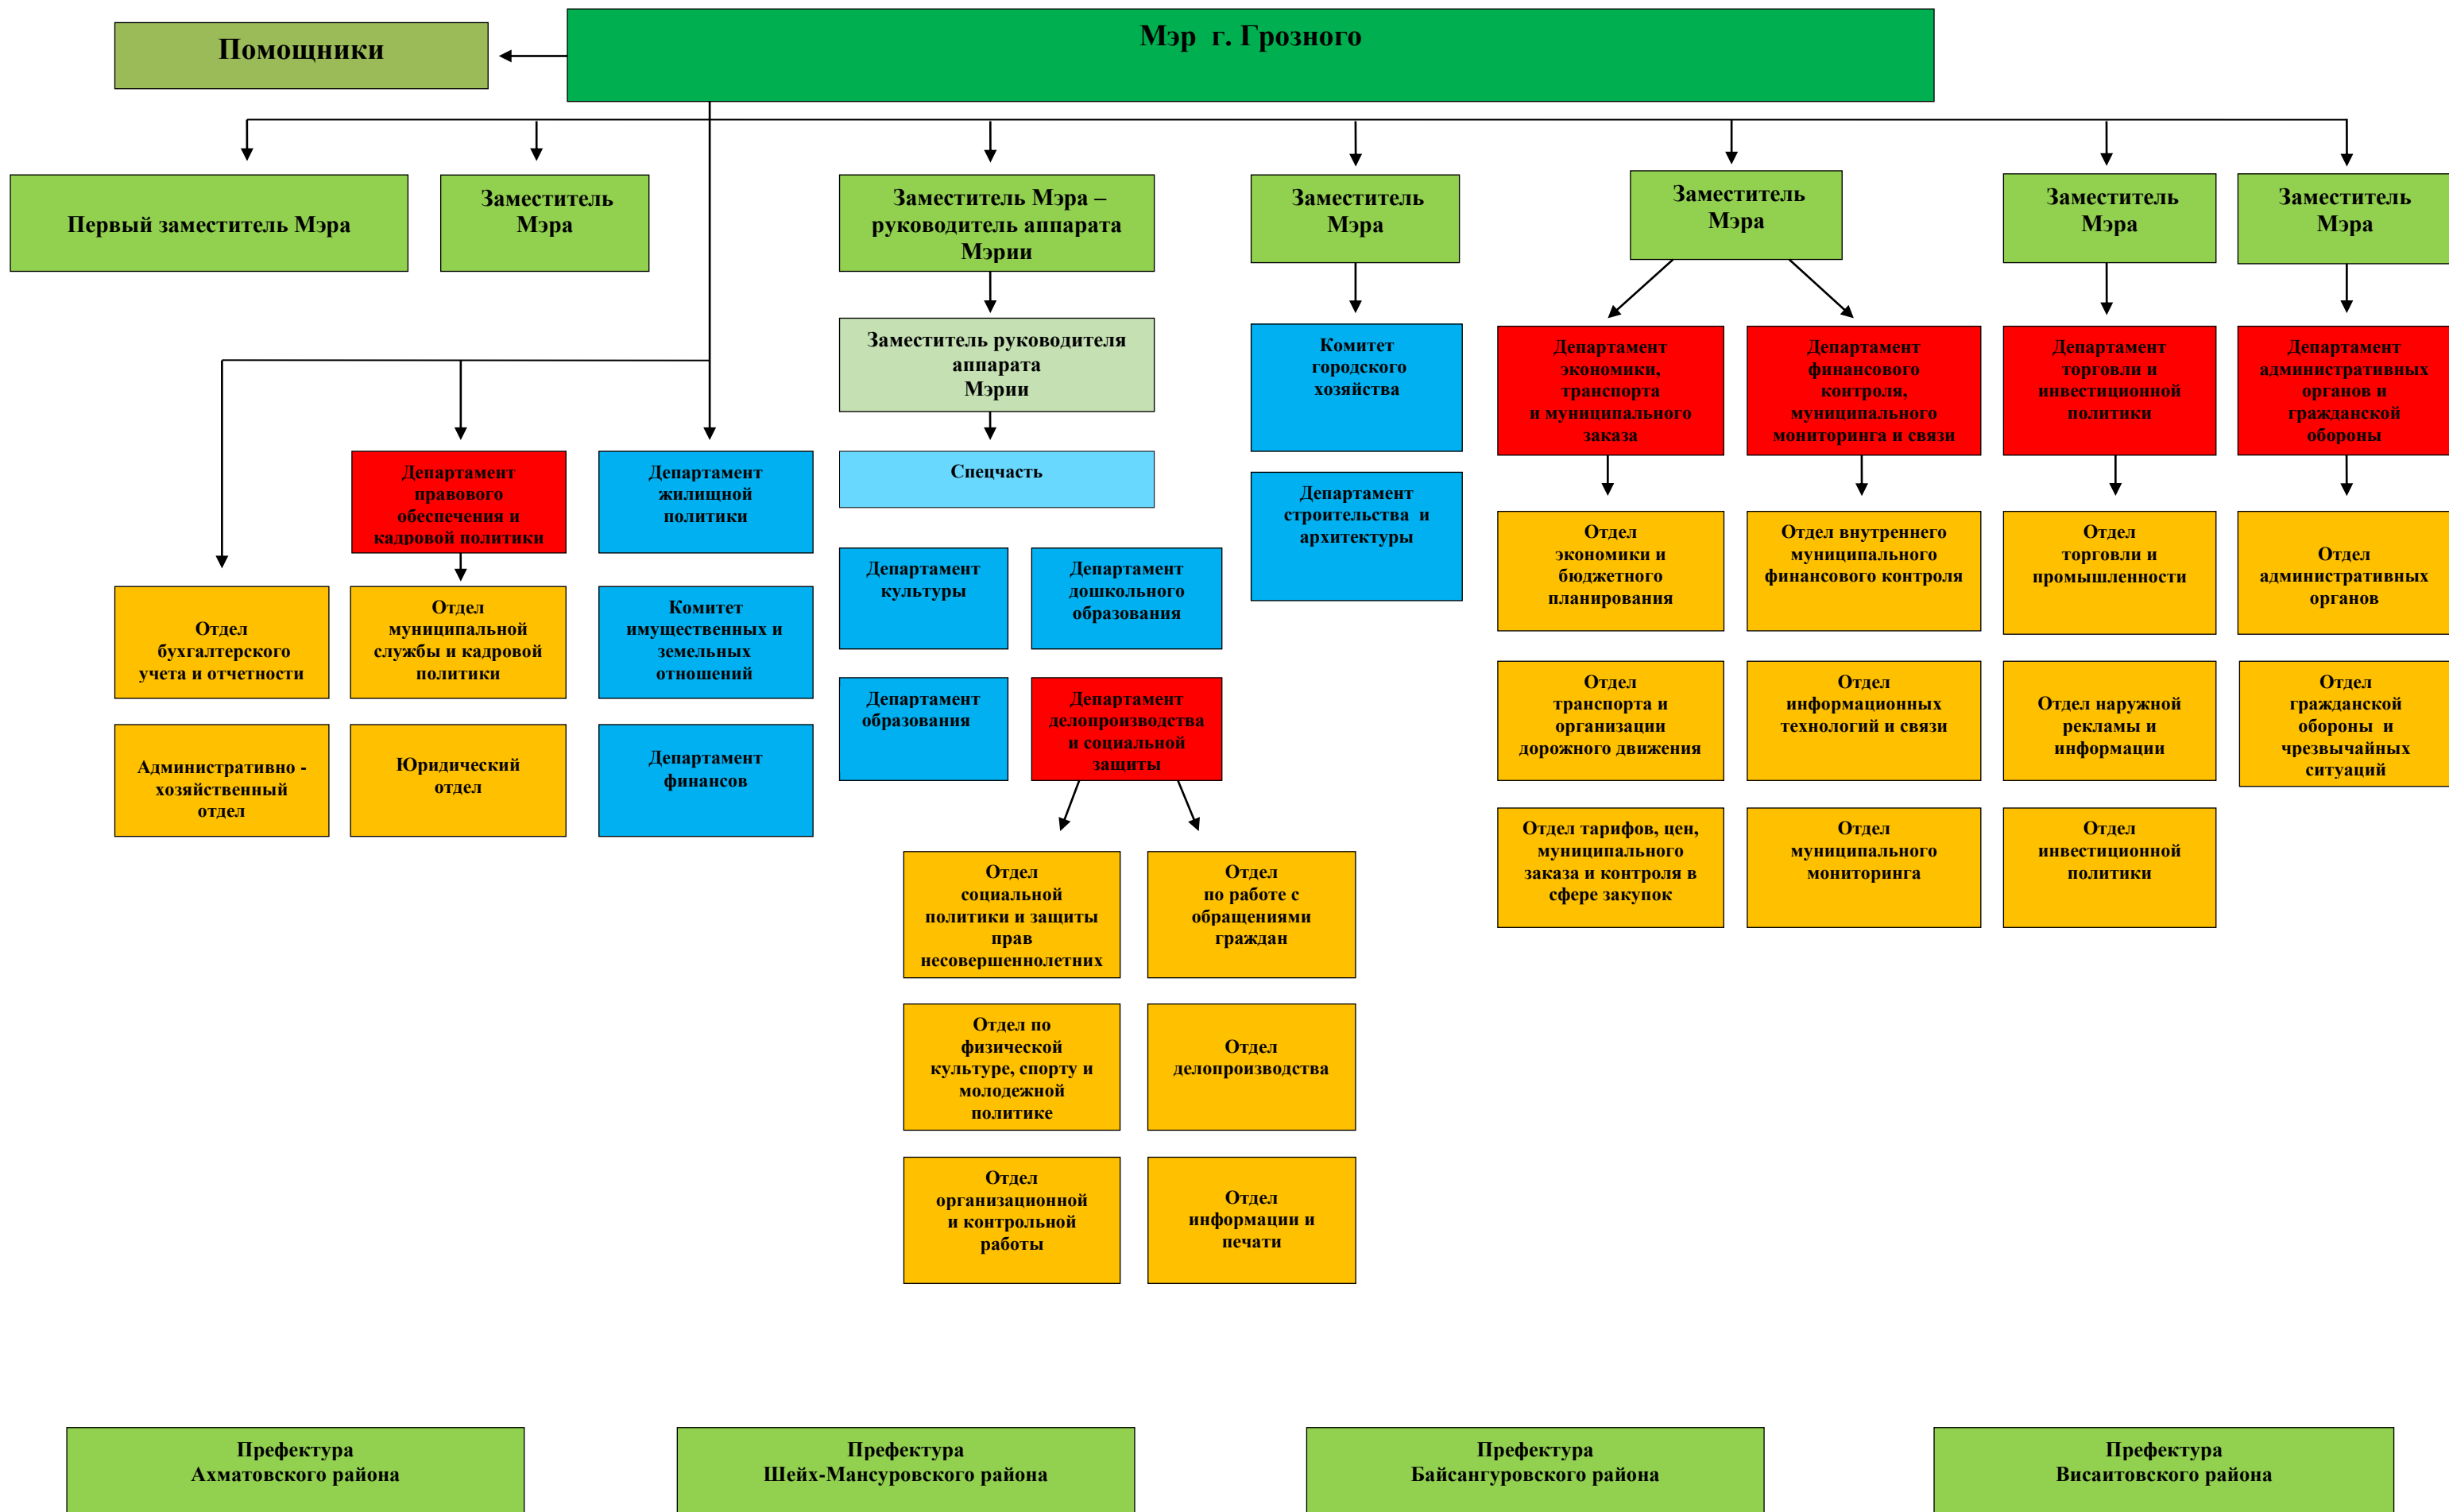 Помощники
Мэр г. Грозного
Первый заместитель Мэра
Заместитель
Мэра
Заместитель Мэра –
руководитель аппарата
Мэрии
Заместитель
Мэра
Заместитель
Мэра
Заместитель
Мэра
Заместитель
Мэра
Заместитель руководителя
аппарата
Мэрии
Комитет
городского
хозяйства
Департамент
экономики,
транспорта
и муниципального
заказа
Департамент
финансового
контроля,
муниципального
мониторинга и связи
Департамент
торговли и
инвестиционной
политики
Департамент
административных
органов и
гражданской
обороны
Департамент
правового
обеспечения и
кадровой политики
Департамент
жилищной
политики
Спецчасть
Департамент
строительства и
архитектуры
Отдел
экономики и
бюджетного
планирования
Отдел внутреннего
муниципального
финансового контроля
Отдел
торговли и
промышленности
Отдел
административных
органов
Департамент
культуры
Департамент
дошкольного
образования
Отдел
бухгалтерского
учета и отчетности
Отдел
муниципальной
службы и кадровой
политики
Комитет
имущественных и
земельных
отношений
Департамент
образования
Департамент
делопроизводства
и социальной
защиты
Отдел
транспорта и
организации
дорожного движения
Отдел
информационных
технологий и связи
Отдел наружной
рекламы и
информации
Отдел
гражданской
обороны и
чрезвычайных
ситуаций
Административно -
хозяйственный
отдел
Юридический
отдел
Департамент
финансов
Отдел тарифов, цен,
муниципального
заказа и контроля в
сфере закупок
Отдел
муниципального
мониторинга
Отдел
инвестиционной
политики
Отдел
социальной
политики и защиты
прав
несовершеннолетних
Отдел
по работе с
обращениями
граждан
Отдел по
физической
культуре, спорту и
молодежной
политике
Отдел
делопроизводства
Отдел
организационной
и контрольной
работы
Отдел
информации и
печати
Префектура
Ахматовского района
Префектура
Шейх-Мансуровского района
Префектура
Байсангуровского района
Префектура
Висаитовского района